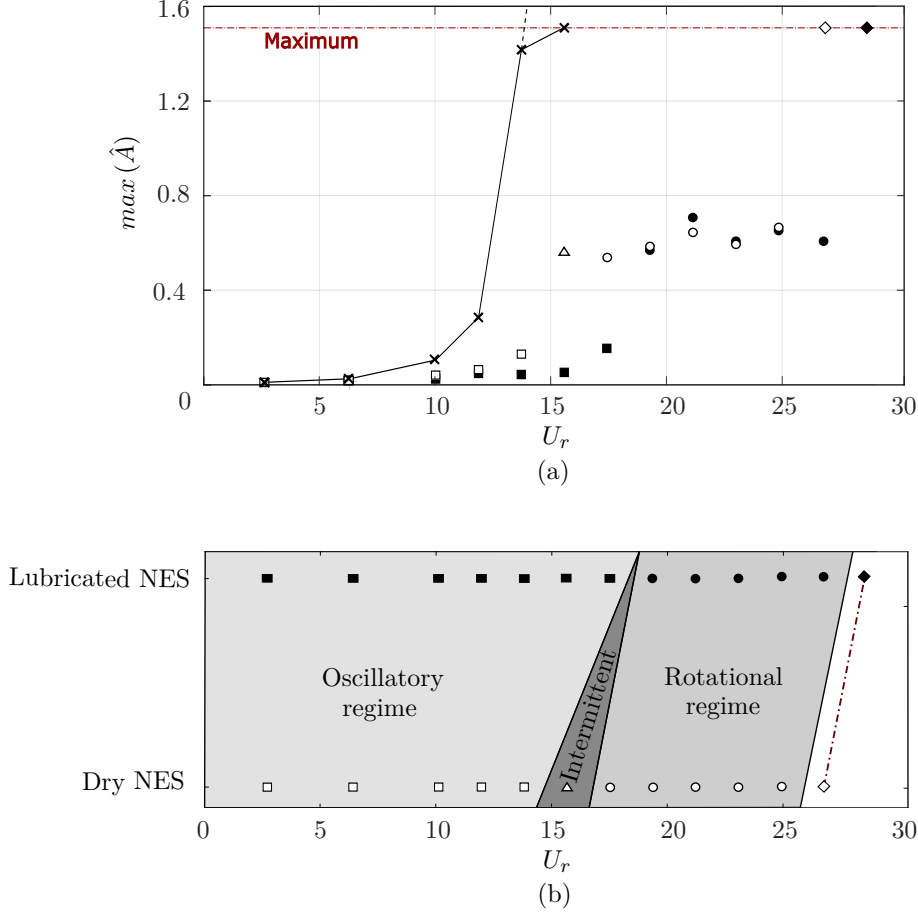 1.6
Maximum
1.2
max (Â)
0.8
0.4
0
5
10
15
20
25
30
U_r
(a)
Lubricated NES
Oscillatory
regime
Intermittent
Rotational
regime
Dry NES
0
5
10
15
20
25
30
U_r
(b)